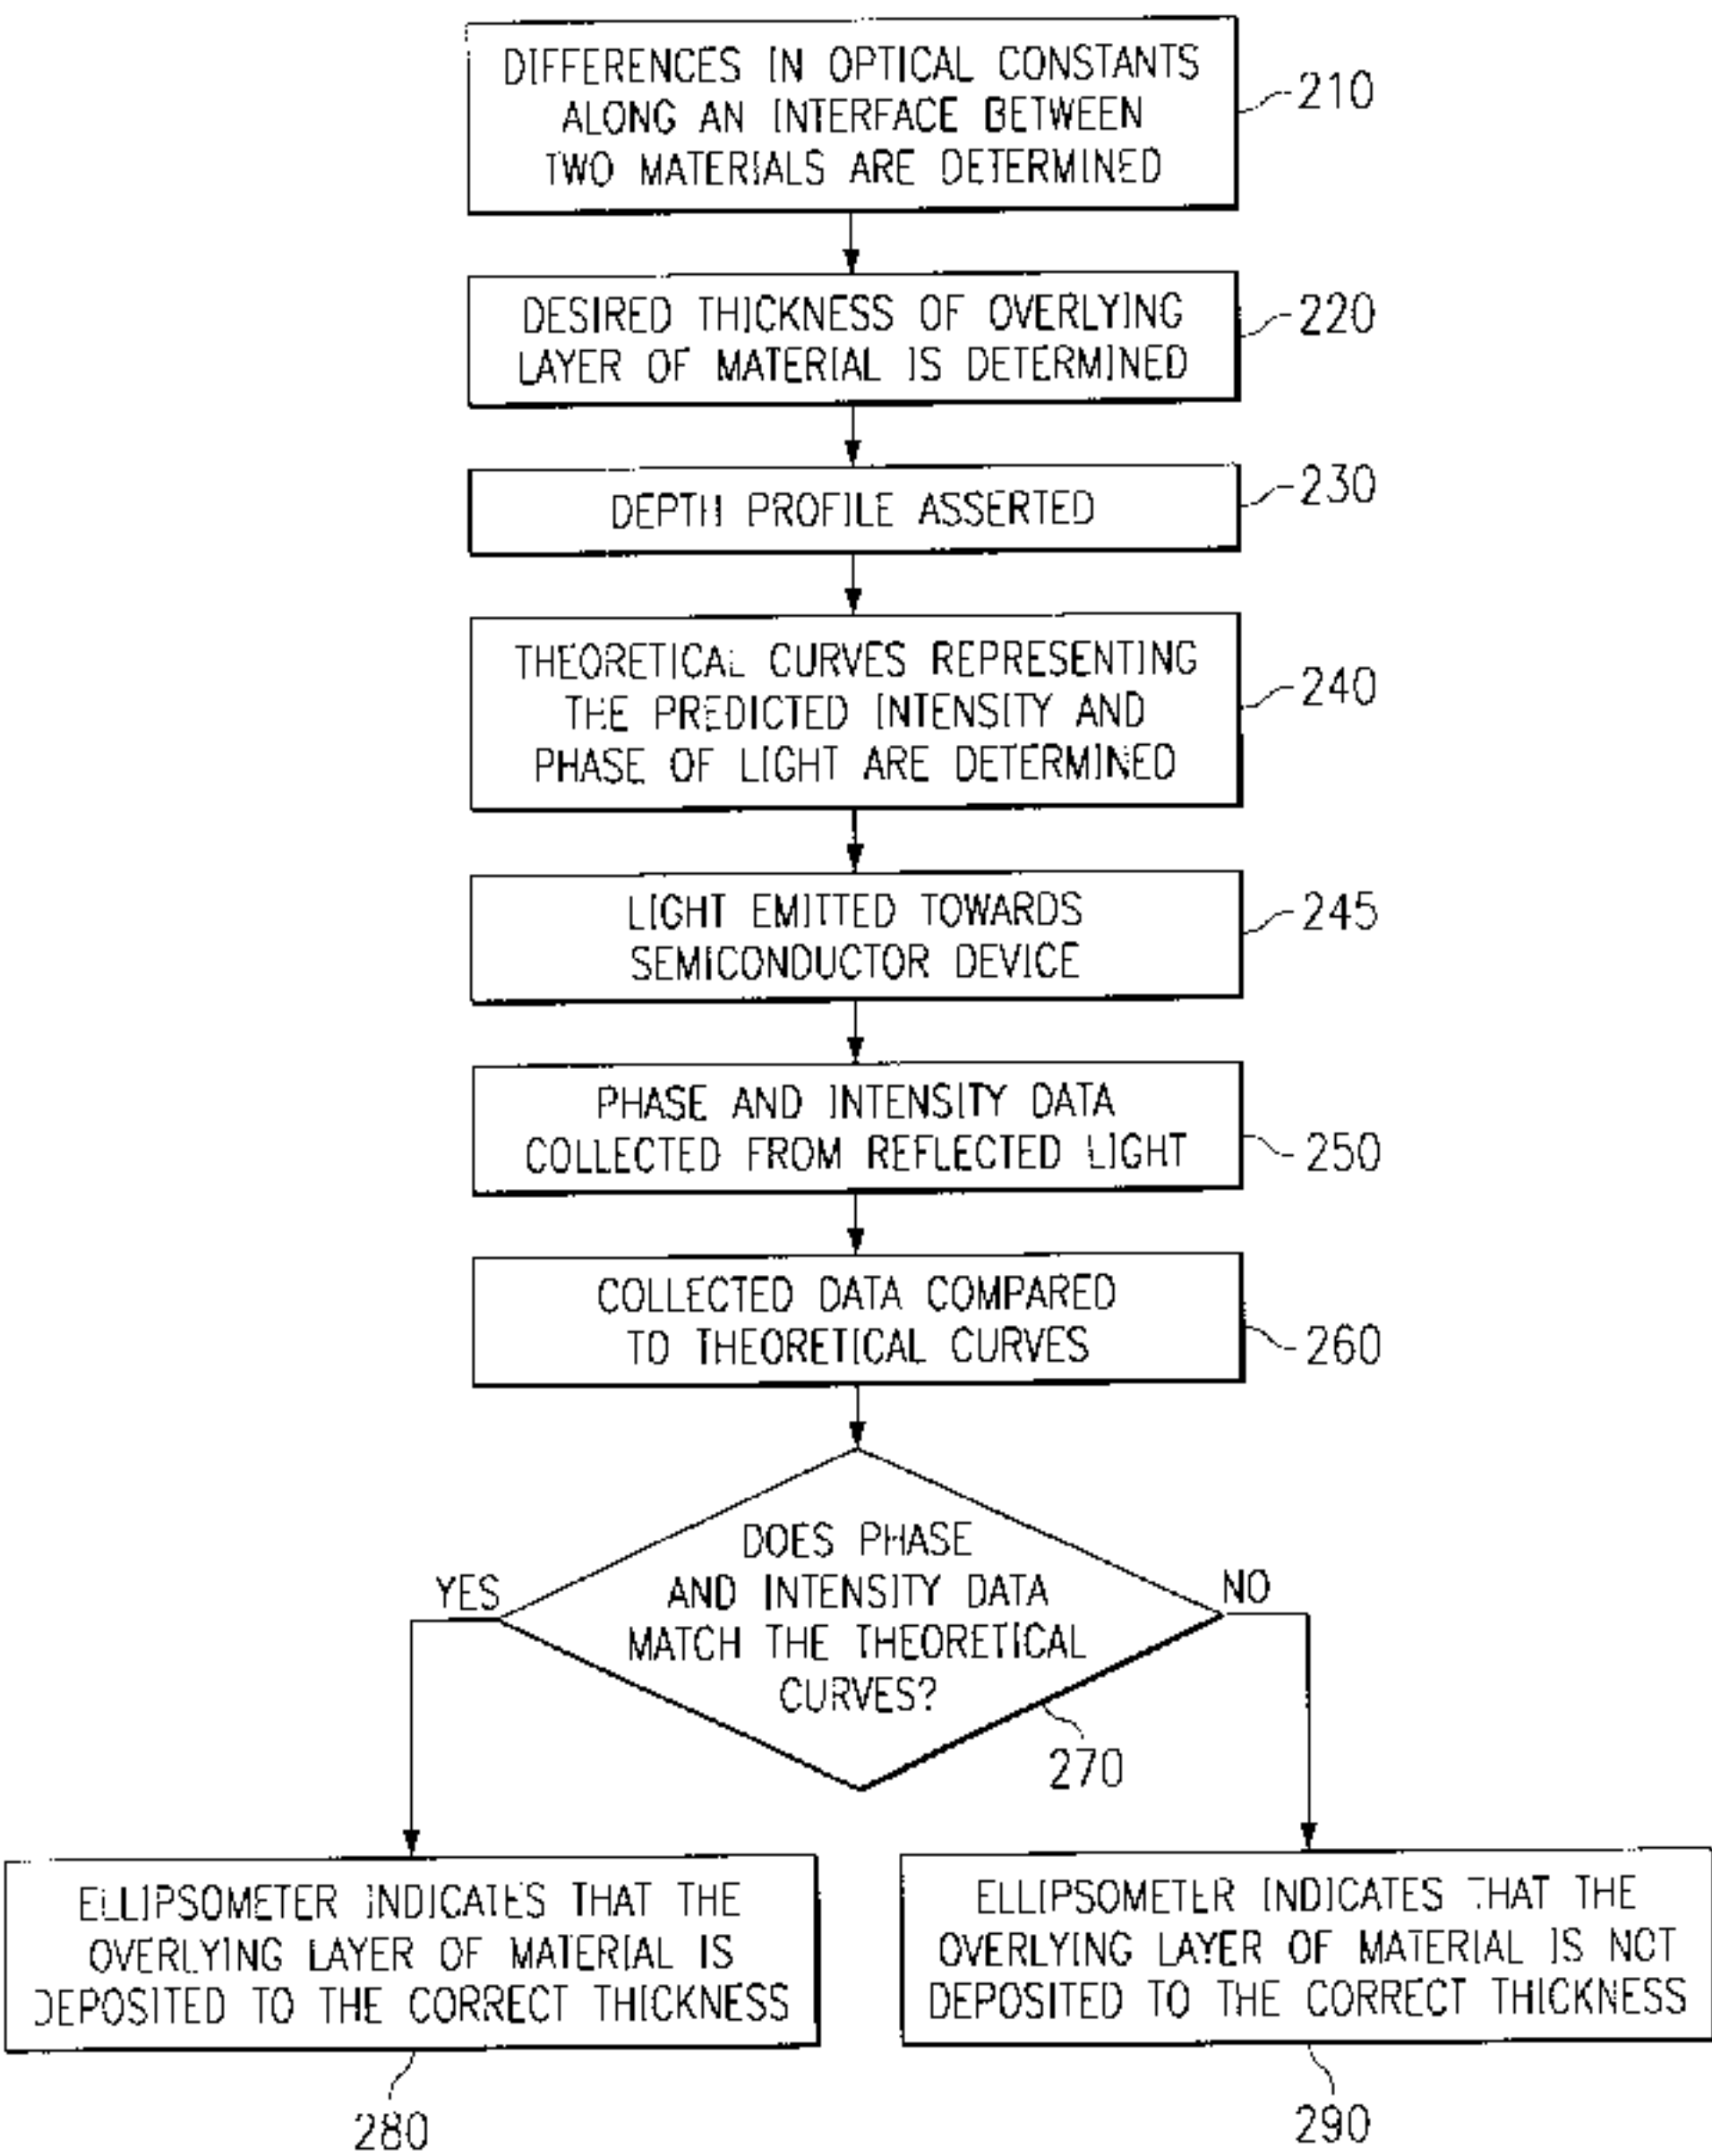 DIFFERENCES IN OPTICAL CONSTANTS
ALONG AN INTERFACE BETWEEN
TWO MATERIALS ARE DETERMINED
210
DESIRED THICKNESS OF OVERLYING
LAYER OF MATERIAL IS DETERMINED
220
DEPTH PROFILE ASSERTED
230
THEORETICAL CURVES REPRESENTING
THE PREDICTED INTENSITY AND
PHASE OF LIGHT ARE DETERMINED
240
LIGHT EMITTED TOWARDS
SEMICONDUCTOR DEVICE
245
PHASE AND INTENSITY DATA
COLLECTED FROM REFLECTED LIGHT
250
COLLECTED DATA COMPARED
TO THEORETICAL CURVES
260
DOES PHASE
AND INTENSITY DATA
MATCH THE THEORETICAL
CURVES?
YES
NO
270
ELLIPSOMETER INDICATES THAT THE
OVERLYING LAYER OF MATERIAL IS
DEPOSITED TO THE CORRECT THICKNESS
280
ELLIPSOMETER INDICATES THAT THE
OVERLYING LAYER OF MATERIAL IS NOT
DEPOSITED TO THE CORRECT THICKNESS
290